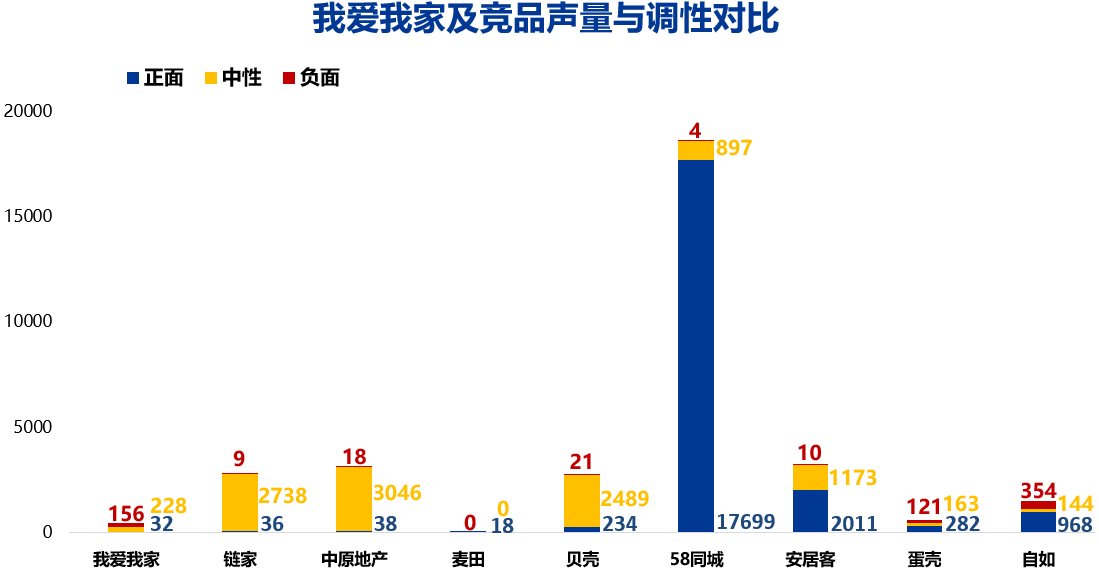 我爱我家及竞品声量与调性对比
正面 中性 负面
20000
15000
10000
5000
0
156 228 32
9 2738 36
18 3046 38
0 0 18
21 2489 234
4 897 17699
10 1173 2011
121 163 282
354 144 968
我爱我家 链家 中原地产 麦田 贝壳 58同城 安居客 蛋壳 自如